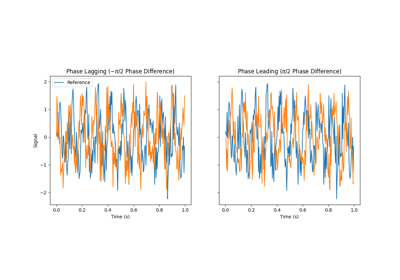 Phase Lagging (−π/2 Phase Difference)
Reference
Signal
2
1
0
−1
−2
0.0 0.2 0.4 0.6 0.8 1.0
Time (s)
Phase Leading (π/2 Phase Difference)
0.0 0.2 0.4 0.6 0.8 1.0
Time (s)